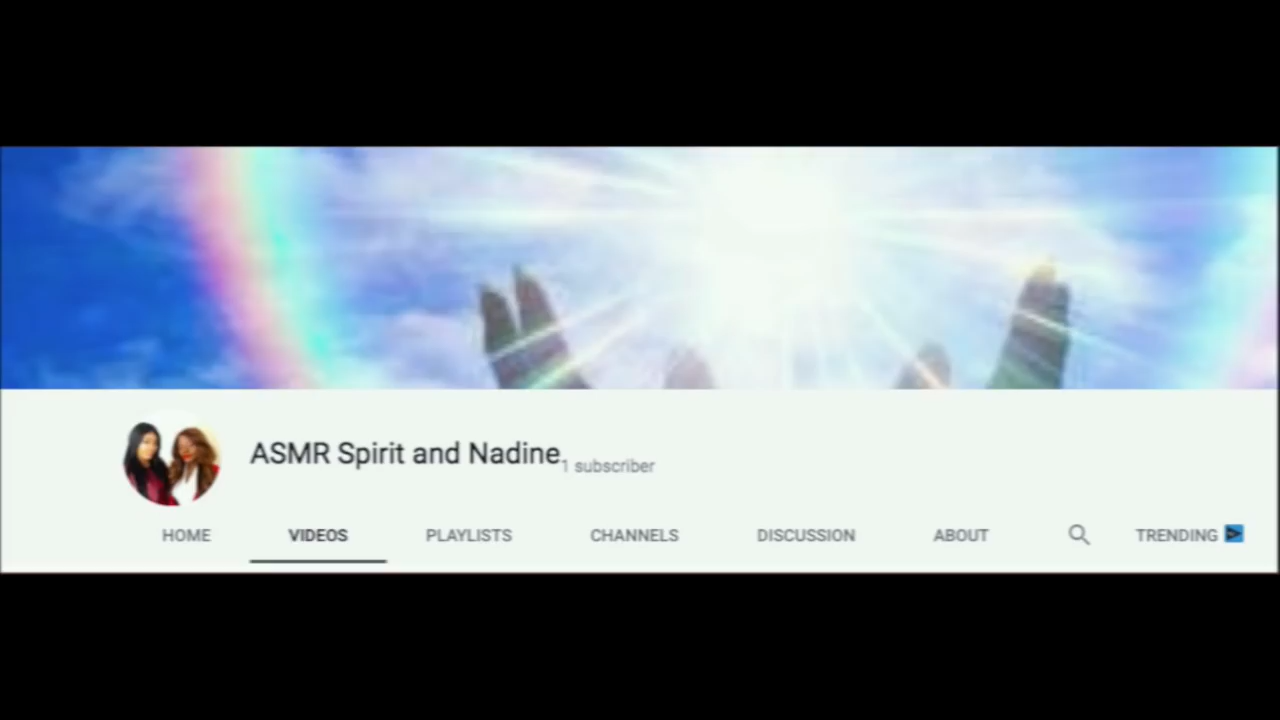 ASMR Spirit and Nadine 1 subscriber
HOME VIDEOS PLAYLISTS CHANNELS DISCUSSION ABOUT TRENDING